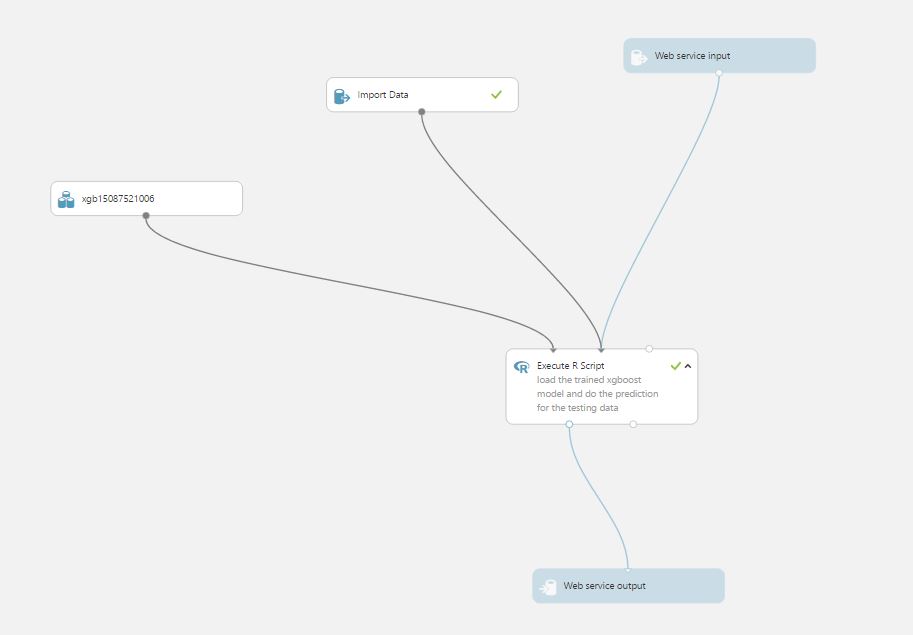 Web service input
Import Data
xgb15087521006
Execute R Script
load the trained xgboost
model and do the prediction
for the testing data
Web service output